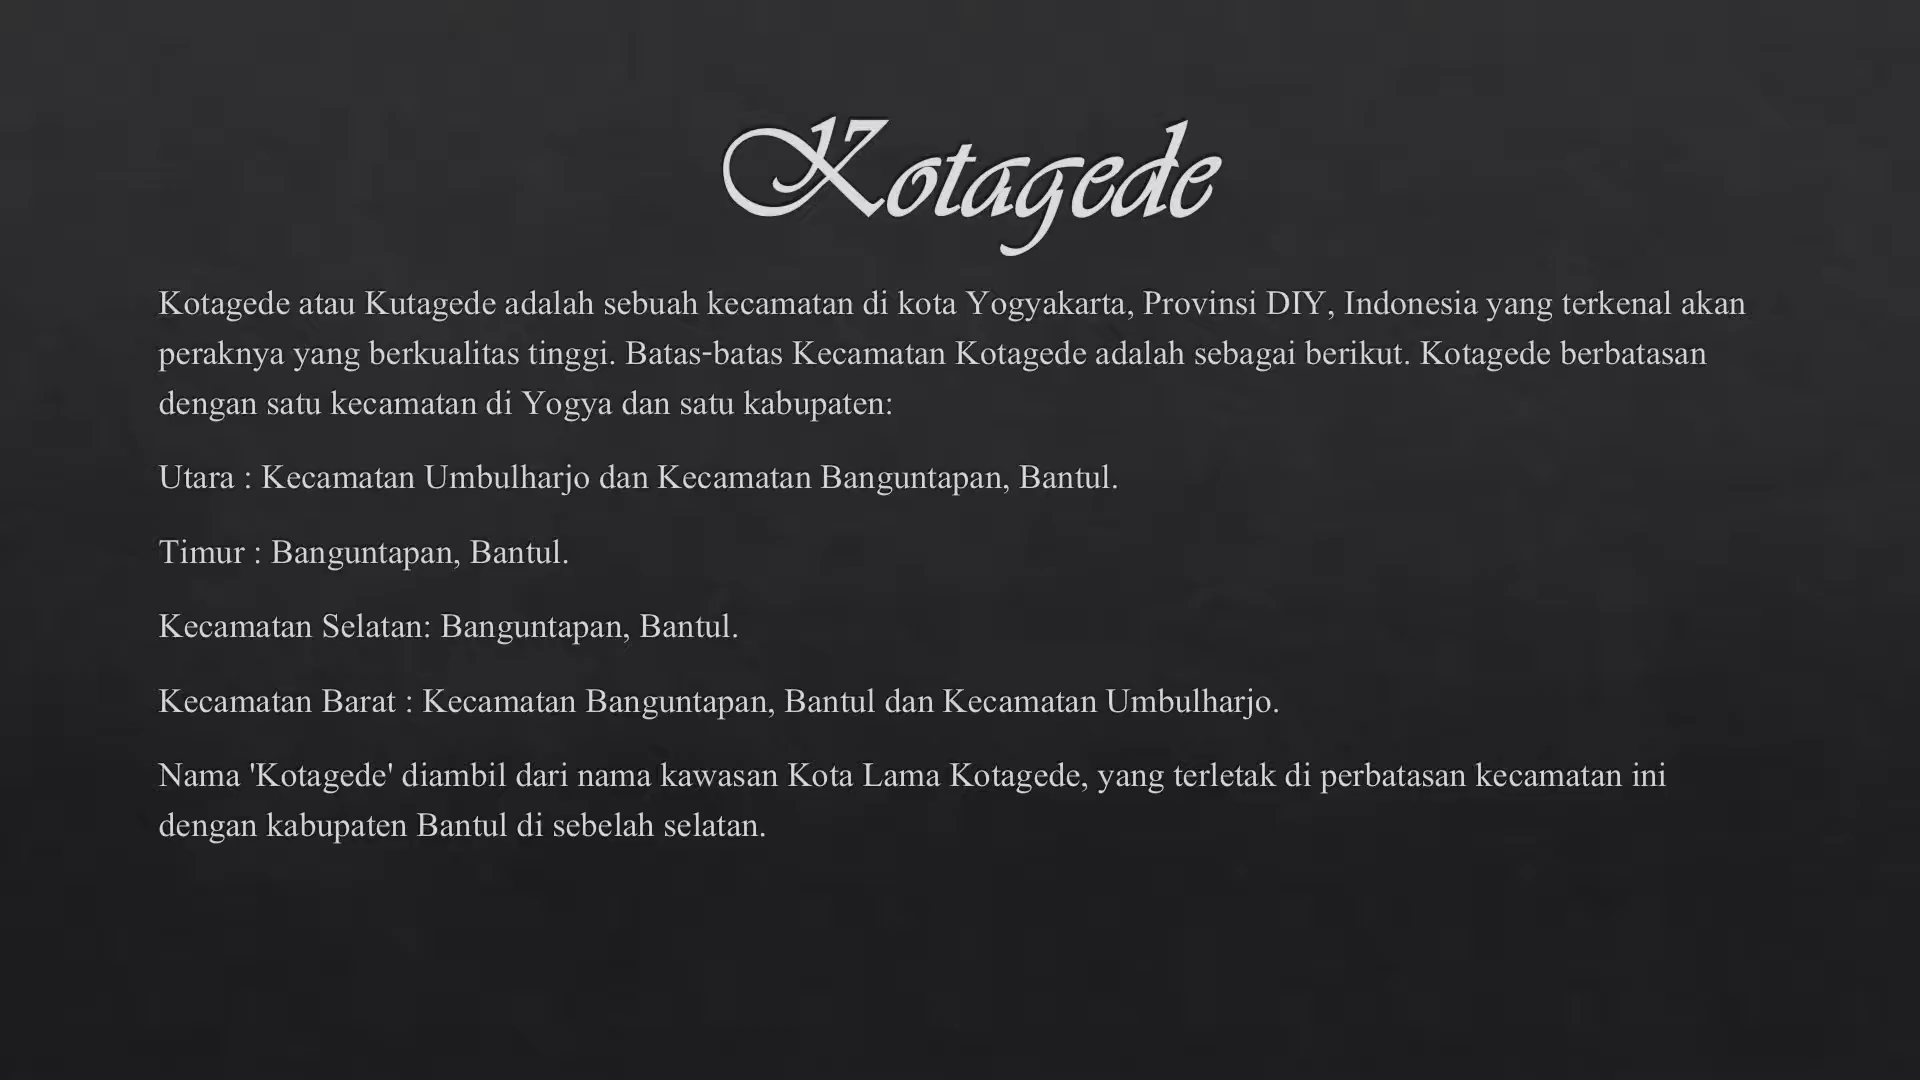 Kotagede
Kotagede atau Kutagede adalah sebuah kecamatan di kota Yogyakarta, Provinsi DIY, Indonesia yang terkenal akan
peraknya yang berkualitas tinggi. Batas-batas Kecamatan Kotagede adalah sebagai berikut. Kotagede berbatasan
dengan satu kecamatan di Yogya dan satu kabupaten:
Utara : Kecamatan Umbulharjo dan Kecamatan Banguntapan, Bantul.
Timur : Banguntapan, Bantul.
Kecamatan Selatan: Banguntapan, Bantul.
Kecamatan Barat : Kecamatan Banguntapan, Bantul dan Kecamatan Umbulharjo.
Nama 'Kotagede' diambil dari nama kawasan Kota Lama Kotagede, yang terletak di perbatasan kecamatan ini
dengan kabupaten Bantul di sebelah selatan.